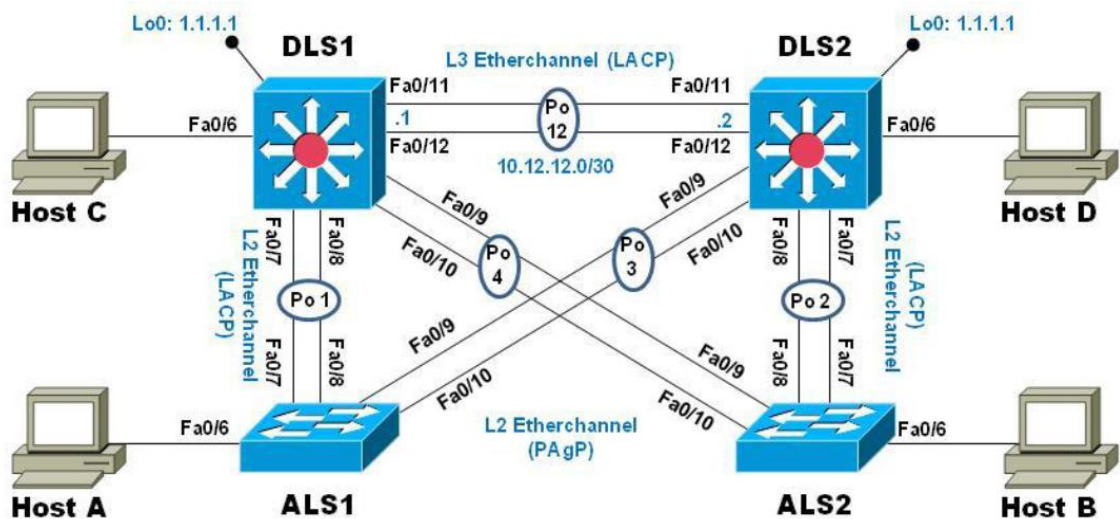 Lo0: 1.1.1.1
Lo0: 1.1.1.1
DLS1
DLS2
L3 Etherchannel (LACP)
Fa0/11
Fa0/11
Po
12
.1
.2
Fa0/6
Fa0/6
Fa0/12
Fa0/12
10.12.12.0/30
Host C
Host D
Fa0/9
Fa0/9
Fa0/10
Fa0/10
Po
4
Po
3
Fa0/7
Fa0/8
Fa0/8
Fa0/7
L2 Etherchannel
(LACP)
L2 Etherchannel
(LACP)
Po 1
Po 2
Fa0/7
Fa0/8
Fa0/9
Fa0/10
Fa0/9
Fa0/10
Fa0/8
Fa0/7
L2 Etherchannel
(PAgP)
Fa0/6
Fa0/6
Host A
ALS1
ALS2
Host B